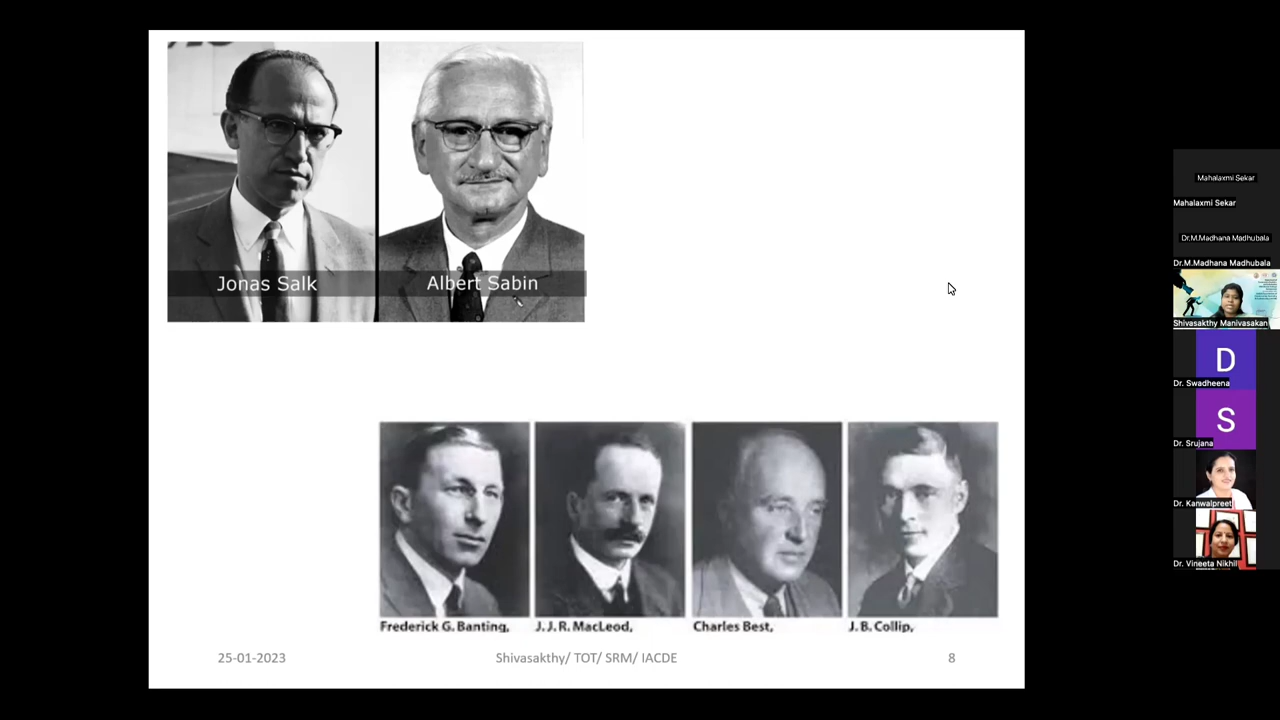 Jonas Salk
Albert Sabin
Frederick G. Banting,
J. J. R. MacLeod,
Charles Best,
J. B. Collip,
25-01-2023
Shivasakthy/ TOT/ SRM/ IACDE
8
Mahalaxmi Sekar
Mahalaxmi Sekar
Dr.M.Madhana Madhubala
Dr.M.Madhana Madhubala
Shivasakthy Manivasakan
D
Dr. Swadheena
S
Dr. Srujana
Dr. Kanwalpreet
Dr. Vineeta Nikhil